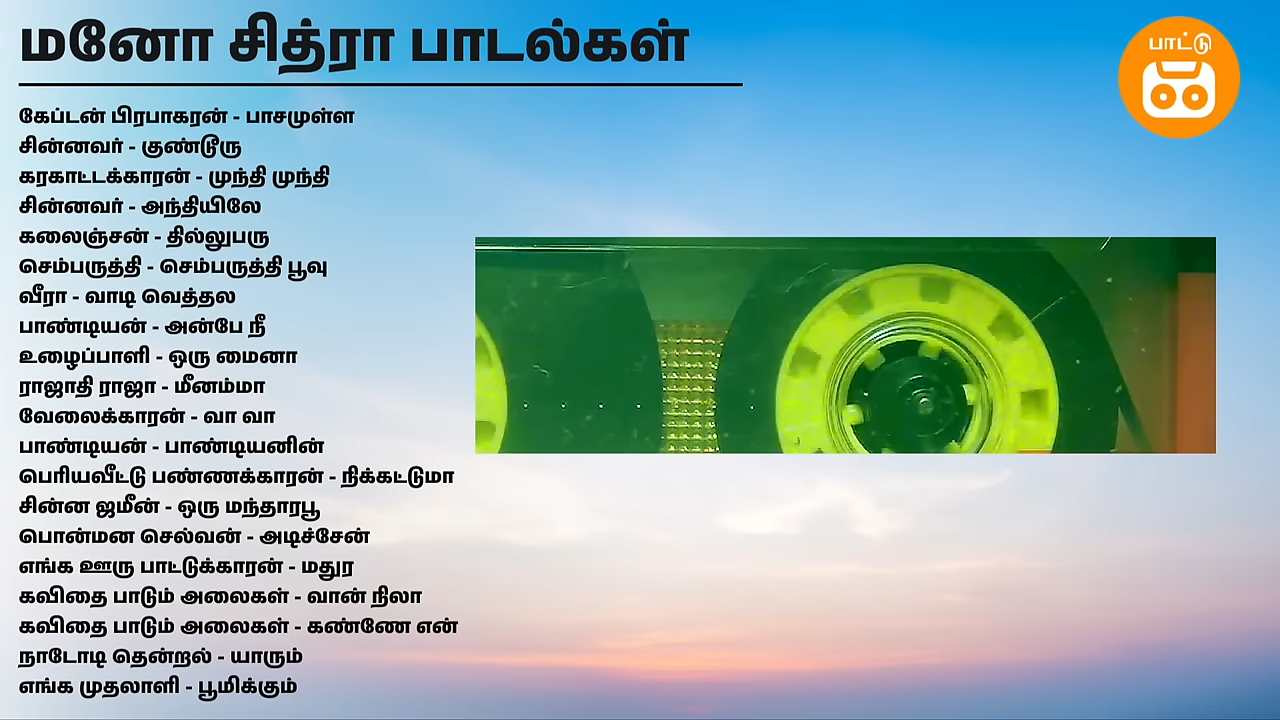 மனோ சித்ரா பாடல்கள்
பாட்டு
கேப்டன் பிரபாகரன் - பாசமுள்ள
சின்னவர் - குண்டூரு
கரகாட்டக்காரன் - முந்தி முந்தி
சின்னவர் - அந்தியிலே
கலைஞ்சன் - தில்லுபரு
செம்பருத்தி - செம்பருத்தி பூவு
வீரா - வாடி வெத்தல
பாண்டியன் - அன்பே நீ
உழைப்பாளி - ஒரு மைனா
ராஜாதி ராஜா - மீனம்மா
வேலைக்காரன் - வா வா
பாண்டியன் - பாண்டியனின்
பெரியவீட்டு பண்ணக்காரன் - நிக்கட்டுமா
சின்ன ஜமீன் - ஒரு மந்தாரபூ
பொன்மன செல்வன் - அடிச்சேன்
எங்க ஊரு பாட்டுக்காரன் - மதுர
கவிதை பாடும் அலைகள் - வான் நிலா
கவிதை பாடும் அலைகள் - கண்ணே என்
நாடோடி தென்றல் - யாரும்
எங்க முதலாளி - பூமிக்கும்